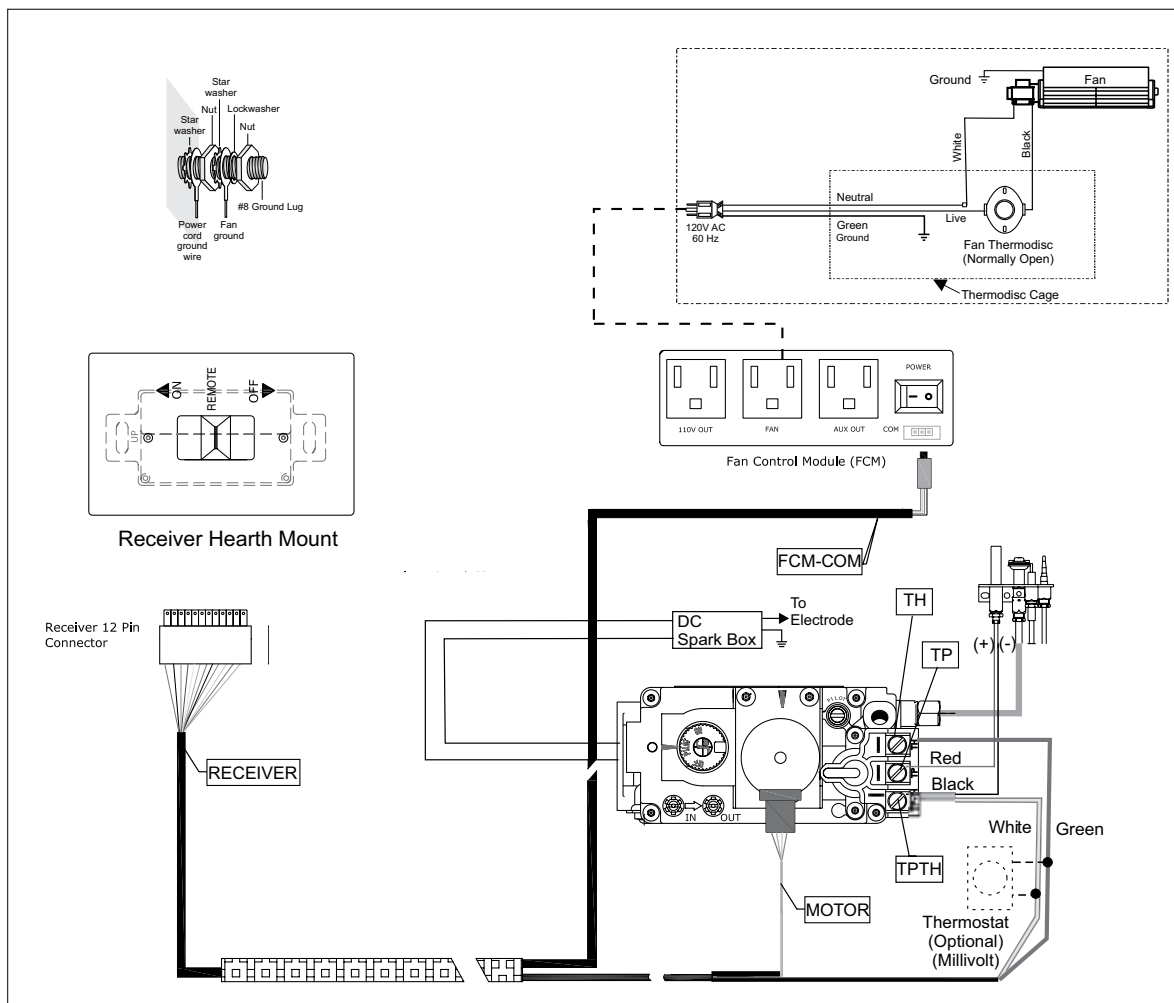 Star
washer
Nut
Lockwasher
Star
washer
Nut
#8 Ground Lug
Power
cord
ground
wire
Fan
ground
Ground
Fan
White
Black
Neutral
Live
Green
Ground
120V AC
60 Hz
Fan Thermodisc
(Normally Open)
Thermodisc Cage
ON
REMOTE
OFF
UP
Receiver Hearth Mount
POWER
110V OUT
FAN
AUX OUT
COM
Fan Control Module (FCM)
FCM-COM
Receiver 12 Pin
Connector
RECEIVER
DC
Spark Box
To
Electrode
TH
TP
(+)
(-)
PILOT
Red
Black
IN
OUT
White
Green
TPTH
MOTOR
Thermostat
(Optional)
(Millivolt)